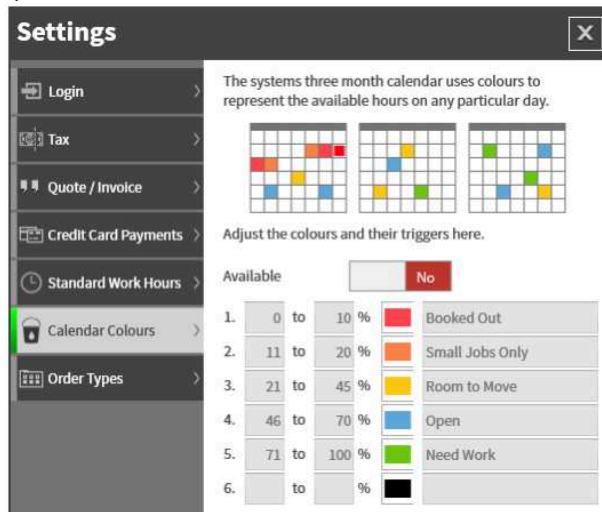 Settings
X
Login
Tax
Quote / Invoice
Credit Card Payments
Standard Work Hours
Calendar Colours
Order Types
The systems three month calendar uses colours to
represent the available hours on any particular day.
Adjust the colours and their triggers here.
Available No
1. 0 to 10 % Booked Out
2. 11 to 20 % Small Jobs Only
3. 21 to 45 % Room to Move
4. 46 to 70 % Open
5. 71 to 100 % Need Work
6. to %